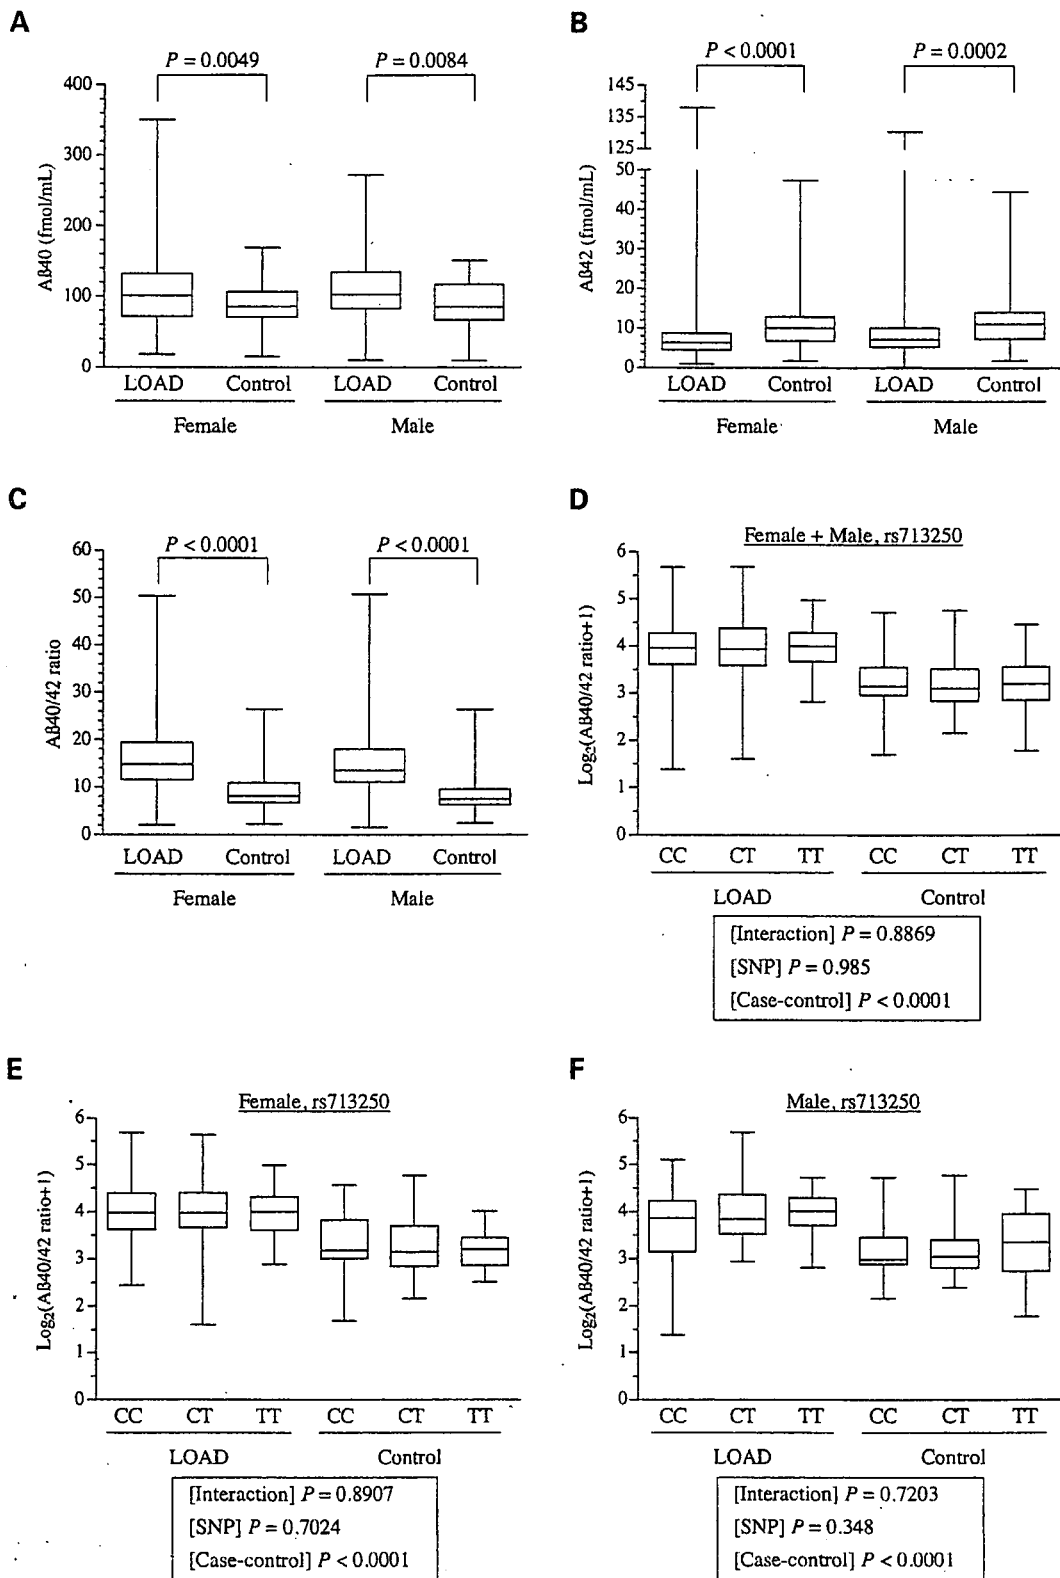 A
P = 0.0049
P = 0.0084
400
300
200
100
0
Aß40 (fmol/mL)
LOAD Control LOAD Control
Female Male
B
P < 0.0001
P = 0.0002
145
135
125
50
40
30
20
10
0
Aß42 (fmol/mL)
LOAD Control LOAD Control
Female Male
C
P < 0.0001
P < 0.0001
60
50
40
30
20
10
0
Aß40/42 ratio
LOAD Control LOAD Control
Female Male
D
Female + Male, rs713250
6
5
4
3
2
1
0
Log2(Aß40/42 ratio+1)
CC CT TT CC CT TT
LOAD Control
[Interaction] P = 0.8869
[SNP] P = 0.985
[Case-control] P < 0.0001
E
Female, rs713250
6
5
4
3
2
1
0
Log2(Aß40/42 ratio+1)
CC CT TT CC CT TT
LOAD Control
[Interaction] P = 0.8907
[SNP] P = 0.7024
[Case-control] P < 0.0001
F
Male, rs713250
6
5
4
3
2
1
0
Log2(Aß40/42 ratio+1)
CC CT TT CC CT TT
LOAD Control
[Interaction] P = 0.7203
[SNP] P = 0.348
[Case-control] P < 0.0001